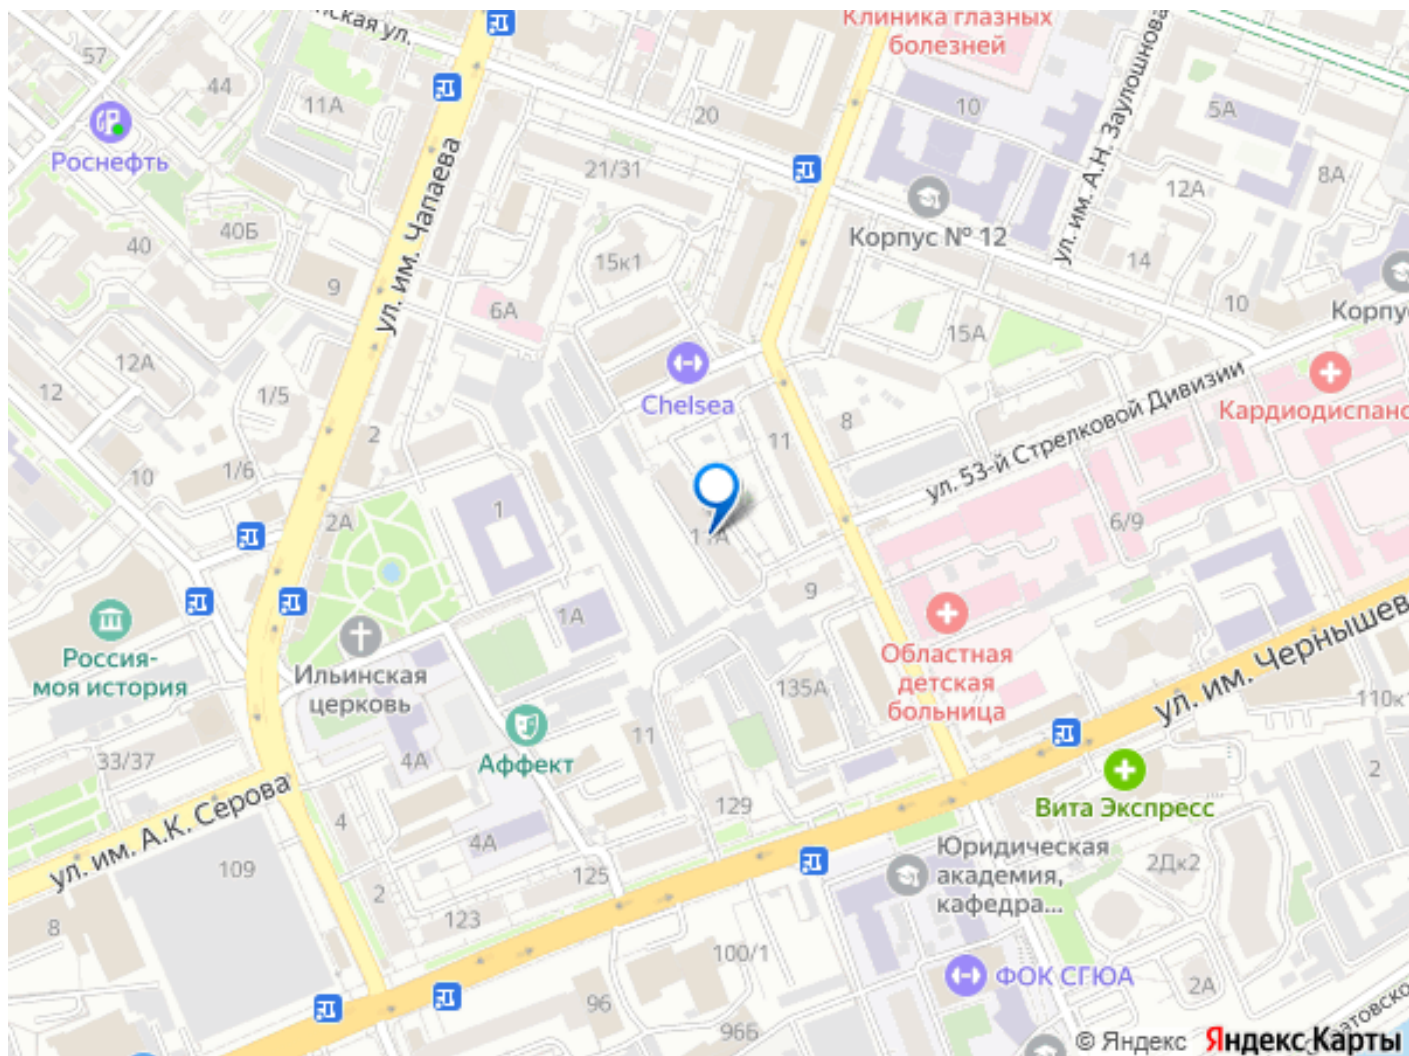 Клиника глазных
болезней
нская ул.
57
44
11А
Роснефть
ул. им. Чапаева
20
21/31
10
5А
ул. им. А.Н. Заулошнова
8А
12А
40Б
40
Корпус № 12
15к1
14
9
6А
10
Корпу
15А
12А
12
1/5
Chelsea
2
11
8
Кардиодиспанс
ул. 53-й Стрелковой Дивизии
10
1/6
1
2А
11А
6/9
9
1А
Россия-
моя история
Ильинская
церковь
Областная
детская
больница
135А
ул. им. Чернышев
110к1
11
Аффект
4А
33/37
2
129
Вита Экспресс
ул. им. А.К. Серова
4
4А
109
Юридическая
академия,
кафедра...
2Дк2
125
2
123
8
100/1
ФОК СГЮА
2А
96
96Б
атовско
© Яндекс Яндекс Карты